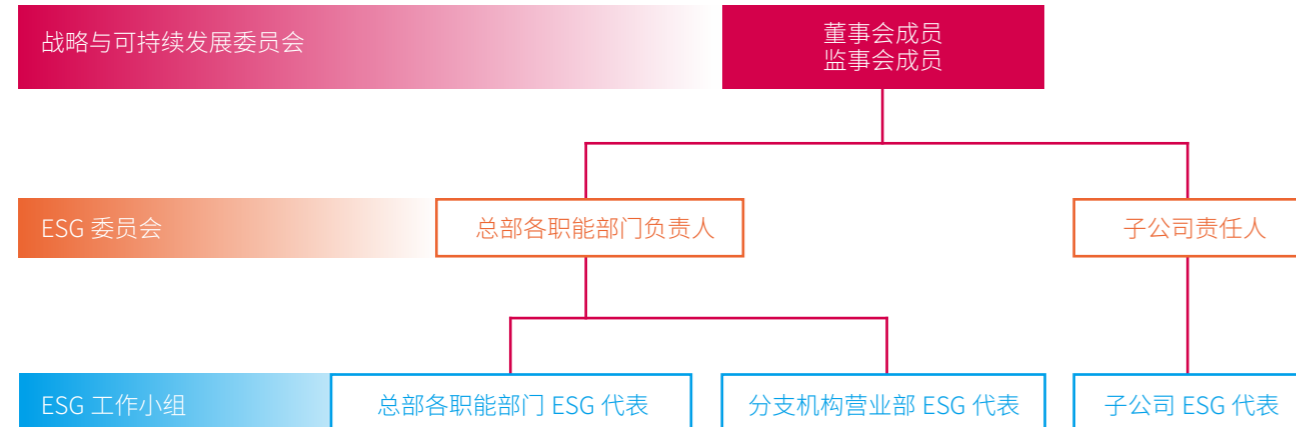 战略与可持续发展委员会
董事会成员
监事会成员
ESG 委员会
总部各职能部门负责人
子公司责任人
ESG 工作小组
总部各职能部门 ESG 代表
分支机构营业部 ESG 代表
子公司 ESG 代表